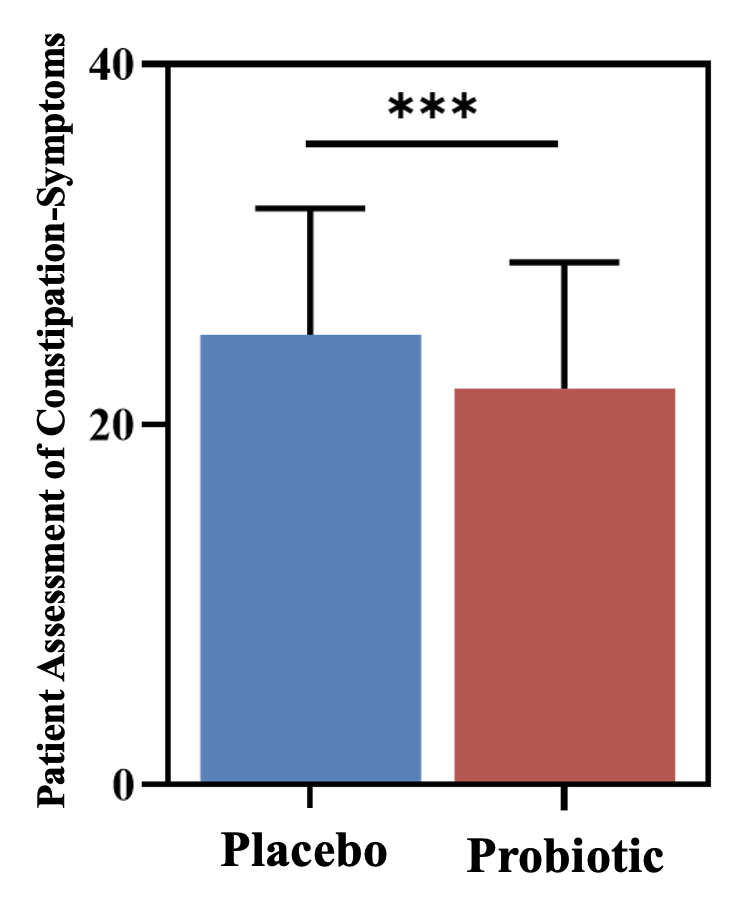 Patient Assessment of Constipation-Symptoms
40
***
20
0
Placebo
Probiotic